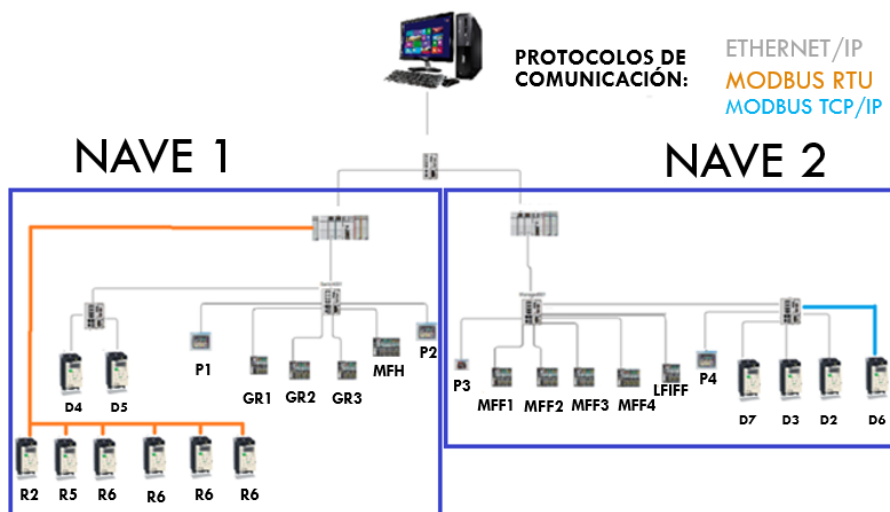 PROTOCOLOS DE
COMUNICACIÓN:
ETHERNET/IP
MODBUS RTU
MODBUS TCP/IP
NAVE 1
NAVE 2
P1
P2
GR1
GR2
GR3
MFH
D4
D5
R2
R5
R6
R6
R6
R6
P3
MFF1
MFF2
MFF3
MFF4
LFIFF
P4
D7
D3
D2
D6